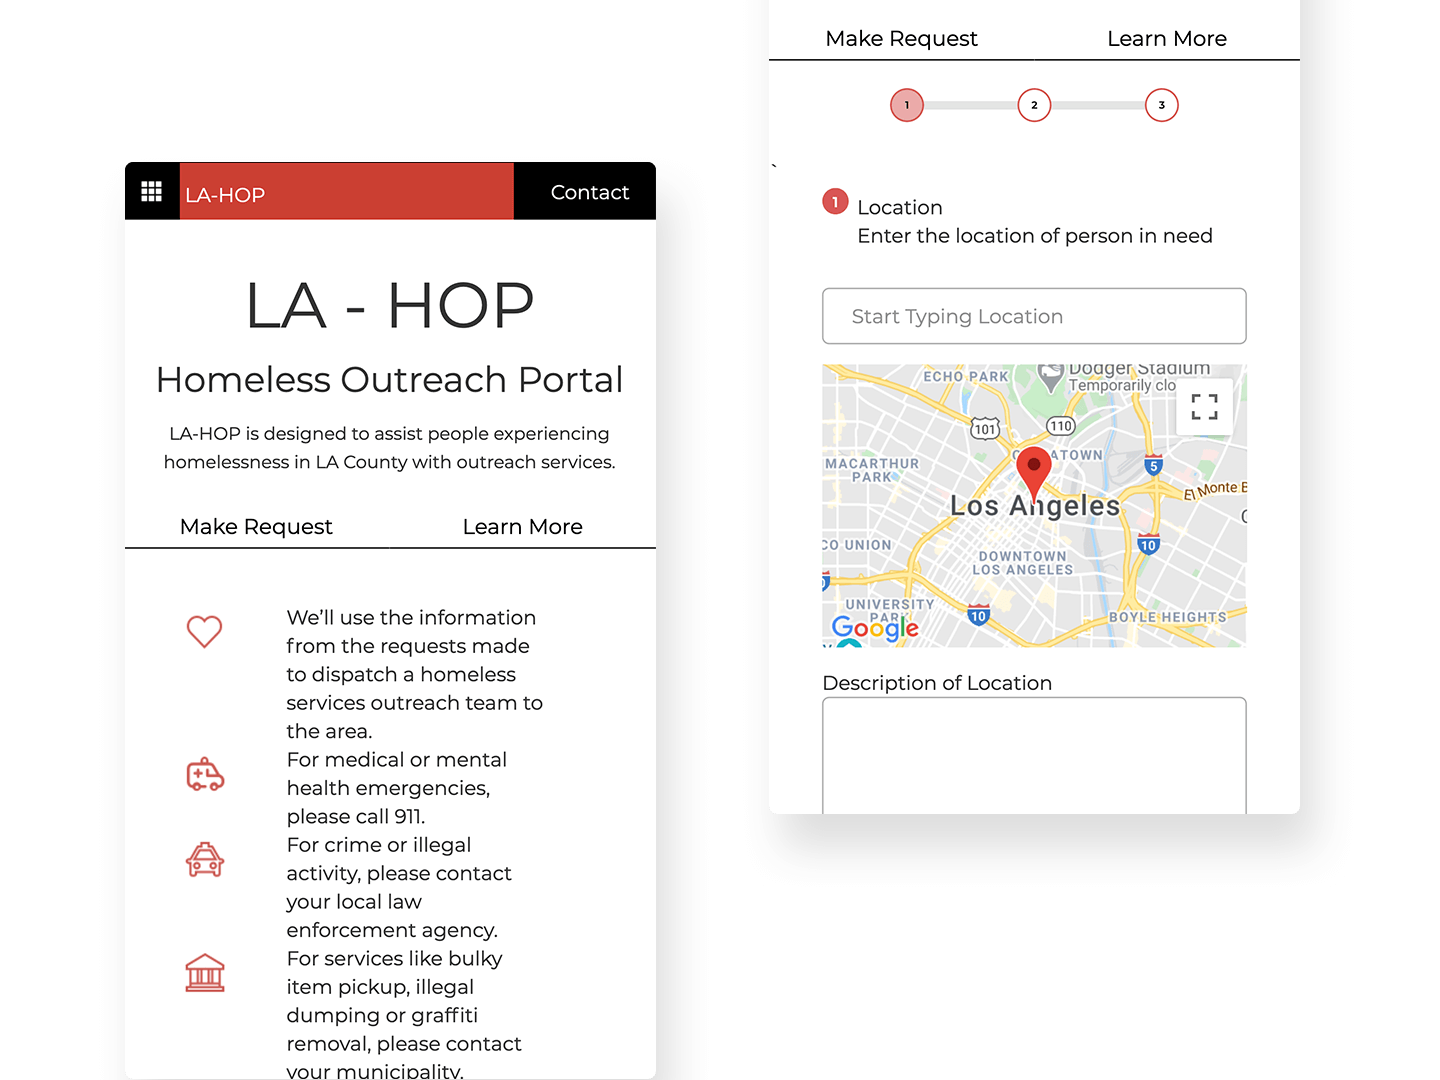 LA-HOP
Contact
LA - HOP
Homeless Outreach Portal
LA-HOP is designed to assist people experiencing
homelessness in LA County with outreach services.
Make Request
Learn More
We’ll use the information
from the requests made
to dispatch a homeless
services outreach team to
the area.
For medical or mental
health emergencies,
please call 911.
For crime or illegal
activity, please contact
your local law
enforcement agency.
For services like bulky
item pickup, illegal
dumping or graffiti
removal, please contact
your municipality.
Make Request
Learn More
1
2
3
`
1
Location
Enter the location of person in need
Start Typing Location
ECHO PARK
Dodger Stadium
Temporarily clo
101
110
MACARTHUR
PARK
ATOWN
5
El Monte B
Los Angeles
CO UNION
10
DOWNTOWN
LOS ANGELES
UNIVERSITY
PARK
10
BOYLE HEIGHTS
Google
Description of Location